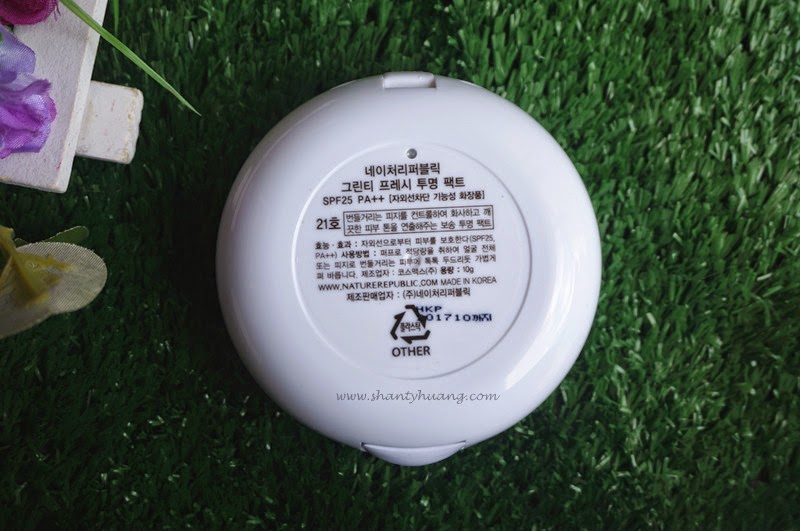 네이처리퍼블릭
그린티 프레시 투명 팩트
SPF25 PA++ [자외선차단 기능성 화장품]
21호
번들거리는 피지를 컨트롤하여 화사하고 깨
끗한 피부 톤을 연출해주는 보송 투명 팩트
효능 · 효과 : 자외선으로부터 피부를 보호한다(SPF25,
PA++) 사용방법 : 퍼프로 적당량을 취하여 얼굴 전체
또는 피지로 번들거리는 피부에 톡톡 두드리듯 가볍게
펴 바릅니다. 제조업자 : 코스맥스(주) 용량 : 10g
WWW.NATUREREPUBLIC.COM MADE IN KOREA
제조판매업자 : (주)네이처리퍼블릭
HKP
201710까지
플라스틱
OTHER
www.shantyhuang.com